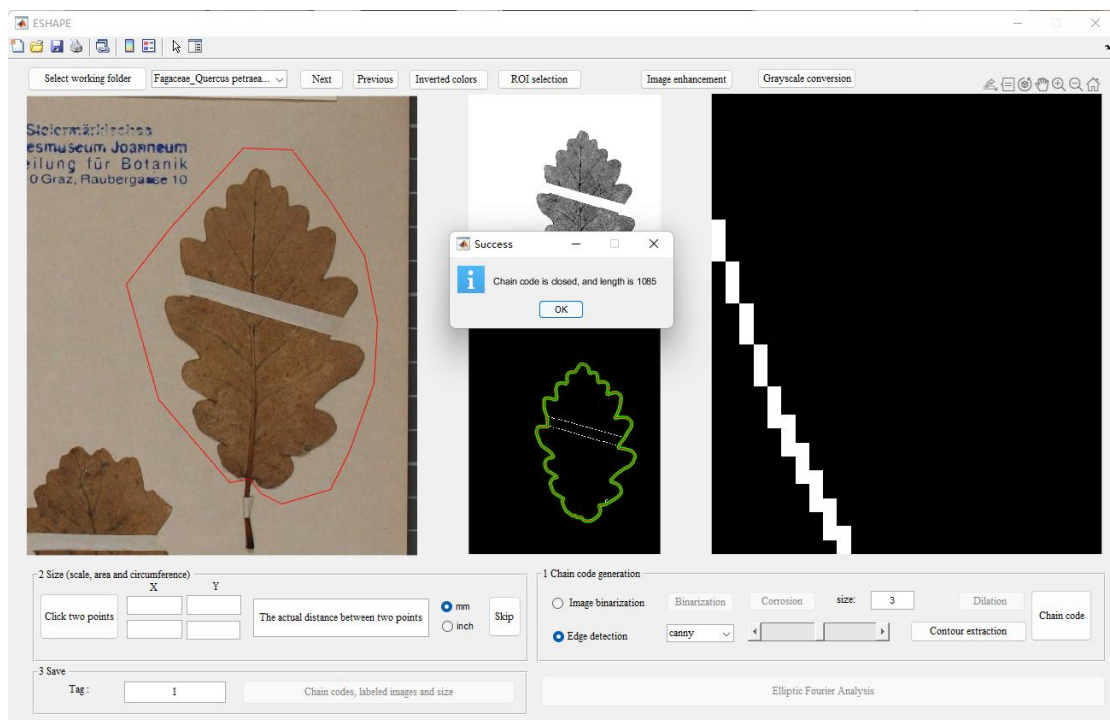 ESHAPE
Select working folder
Fagaceae_Quercus petraea...
Next
Previous
Inverted colors
ROI selection
Image enhancement
Grayscale conversion
Steiermärkisches
esmuseum Joanneum
eilung für Botanik
0 Graz, Raubergasse 10
Success
Chain code is closed, and length is 1085
OK
2 Size (scale, area and circumference)
X Y
Click two points
The actual distance between two points
mm
inch
Skip
1 Chain code generation
Image binarization
Binarization
Corrosion
size:
3
Dilation
Edge detection
canny
Contour extraction
Chain code
3 Save
Tag :
1
Chain codes, labeled images and size
Elliptic Fourier Analysis